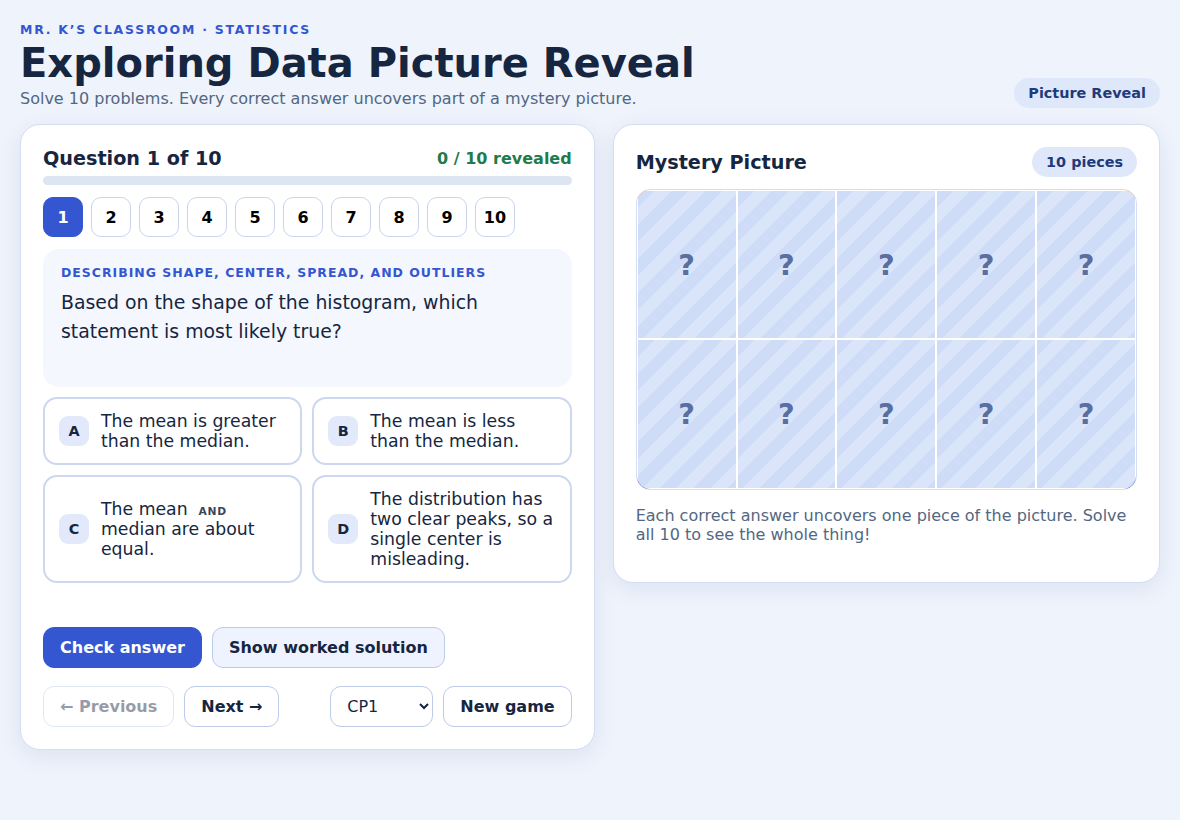 MR. K’S CLASSROOM · STATISTICS
Exploring Data Picture Reveal
Solve 10 problems. Every correct answer uncovers part of a mystery picture.
Picture Reveal
Question 1 of 10
0 / 10 revealed
1 2 3 4 5 6 7 8 9 10
DESCRIBING SHAPE, CENTER, SPREAD, AND OUTLIERS
Based on the shape of the histogram, which
statement is most likely true?
A
The mean is greater
than the median.
B
The mean is less
than the median.
C
The mean AND
median are about
equal.
D
The distribution has
two clear peaks, so a
single center is
misleading.
Check answer
Show worked solution
← Previous
Next →
CP1
New game
Mystery Picture
10 pieces
? ? ? ? ?
? ? ? ? ?
Each correct answer uncovers one piece of the picture. Solve
all 10 to see the whole thing!